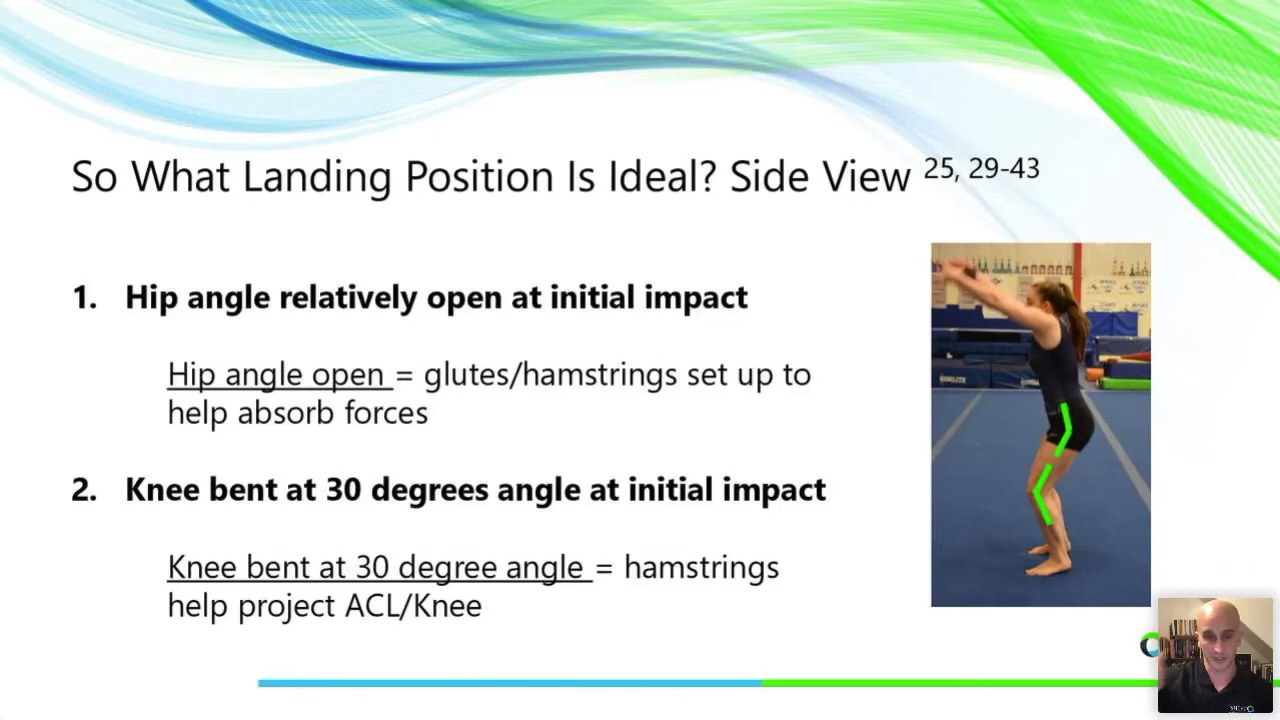 So What Landing Position Is Ideal? Side View 25, 29-43
1. Hip angle relatively open at initial impact
Hip angle open = glutes/hamstrings set up to
help absorb forces
2. Knee bent at 30 degrees angle at initial impact
Knee bent at 30 degree angle = hamstrings
help project ACL/Knee